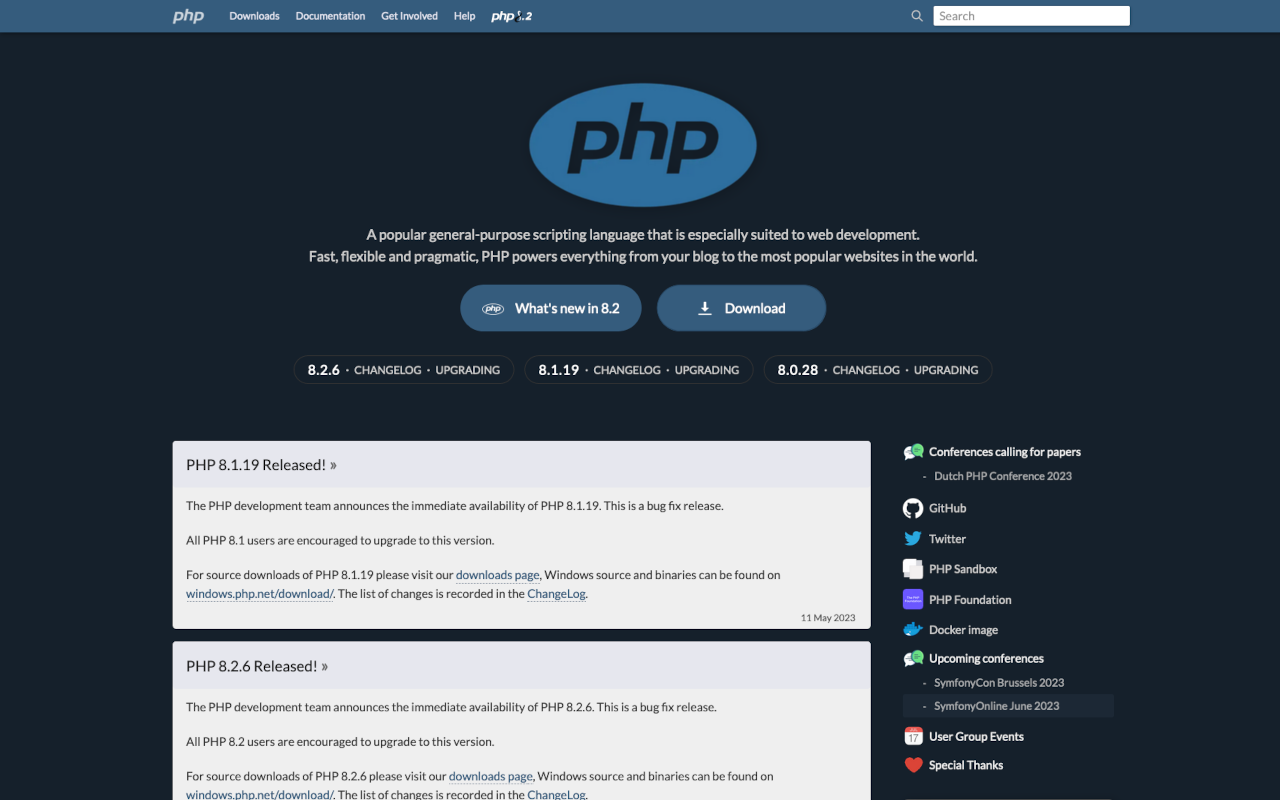 php Downloads Documentation Get Involved Help php 8.2 Search
php
A popular general-purpose scripting language that is especially suited to web development.
Fast, flexible and pragmatic, PHP powers everything from your blog to the most popular websites in the world.
php What's new in 8.2 Download
8.2.6 · CHANGELOG · UPGRADING 8.1.19 · CHANGELOG · UPGRADING 8.0.28 · CHANGELOG · UPGRADING
PHP 8.1.19 Released! »
The PHP development team announces the immediate availability of PHP 8.1.19. This is a bug fix release.
All PHP 8.1 users are encouraged to upgrade to this version.
For source downloads of PHP 8.1.19 please visit our downloads page, Windows source and binaries can be found on
windows.php.net/download/. The list of changes is recorded in the ChangeLog.
11 May 2023
PHP 8.2.6 Released! »
The PHP development team announces the immediate availability of PHP 8.2.6. This is a bug fix release.
All PHP 8.2 users are encouraged to upgrade to this version.
For source downloads of PHP 8.2.6 please visit our downloads page, Windows source and binaries can be found on
windows.php.net/download/. The list of changes is recorded in the ChangeLog.
Conferences calling for papers
- Dutch PHP Conference 2023
GitHub
Twitter
PHP Sandbox
PHP Foundation
Docker image
Upcoming conferences
- SymfonyCon Brussels 2023
- SymfonyOnline June 2023
17 User Group Events
Special Thanks